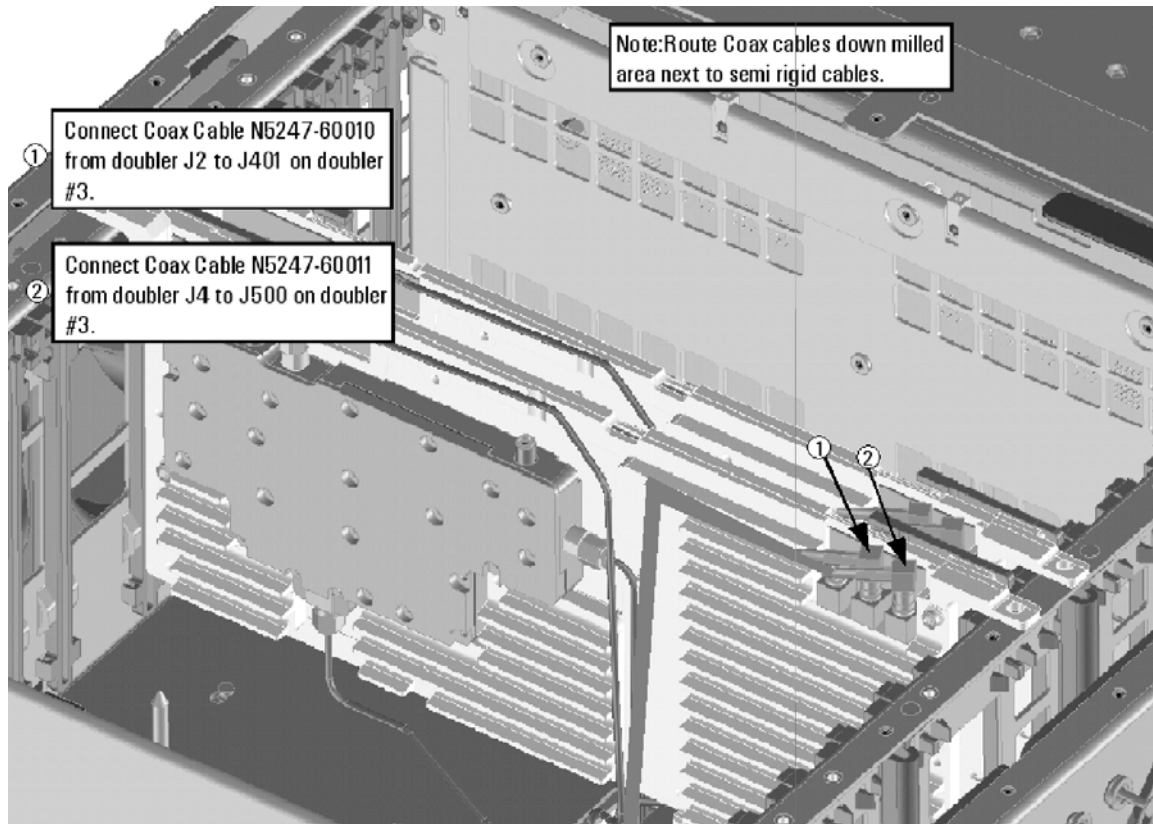 Note:Route Coax cables down milled
area next to semi rigid cables.
1
Connect Coax Cable N5247-60010
from doubler J2 to J401 on doubler
#3.
2
Connect Coax Cable N5247-60011
from doubler J4 to J500 on doubler
#3.
1
2